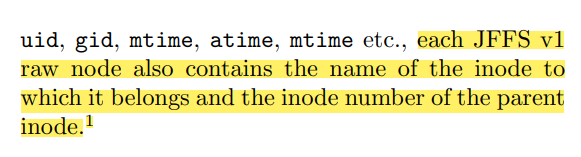 uid, gid, mtime, atime, mtime etc., each JFFS v1
raw node also contains the name of the inode to
which it belongs and the inode number of the parent
inode.¹